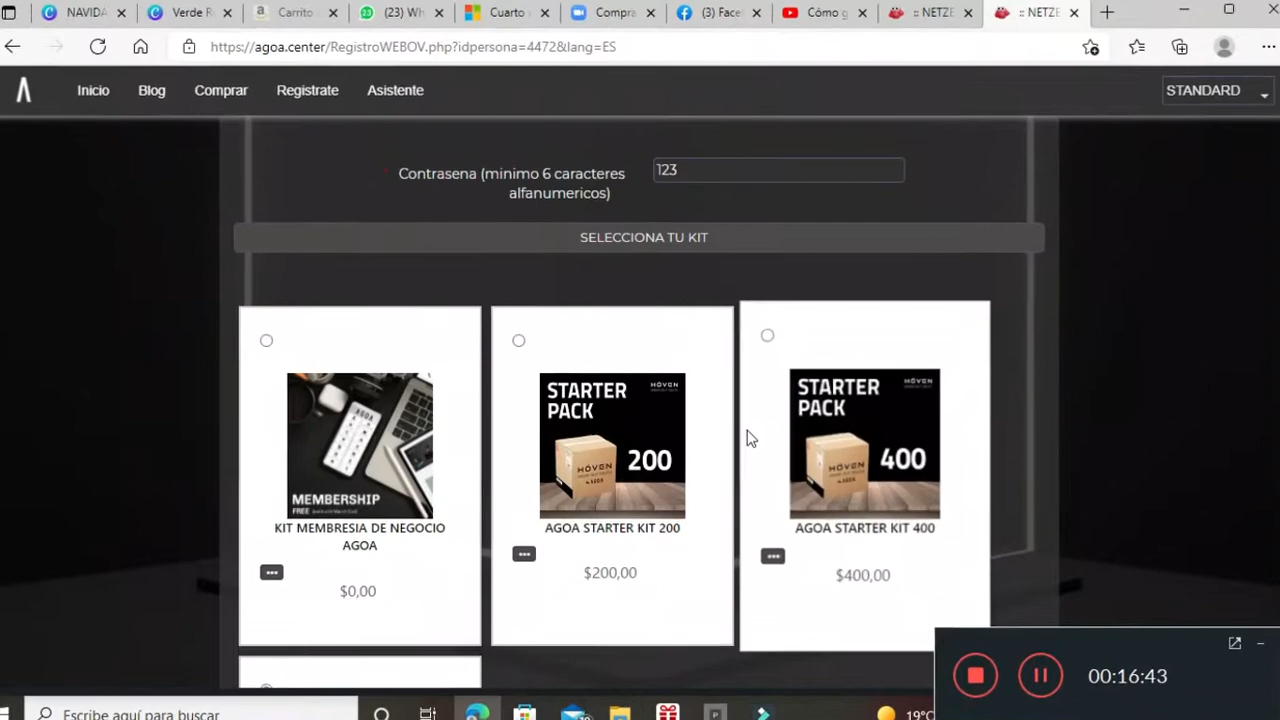 NAVIDA
Verde R
Carrito
(23) Wh
Cuarto
Compra
(3) Face
Cómo g
:: NETZE
:: NETZE
https://agoa.center/RegistroWEBOV.php?idpersona=4472&lang=ES
Inicio Blog Comprar Registrate Asistente STANDARD
* Contrasena (minimo 6 caracteres
alfanumericos)
123
SELECCIONA TU KIT
MEMBERSHIP
FREE
KIT MEMBRESIA DE NEGOCIO
AGOA
$0,00
STARTER
PACK
HÖVEN
200
HÖVEN
AGOA STARTER KIT 200
$200,00
STARTER
PACK
HÖVEN
400
HÖVEN
AGOA STARTER KIT 400
$400,00
00:16:43
Escribe aquí para buscar
19°C